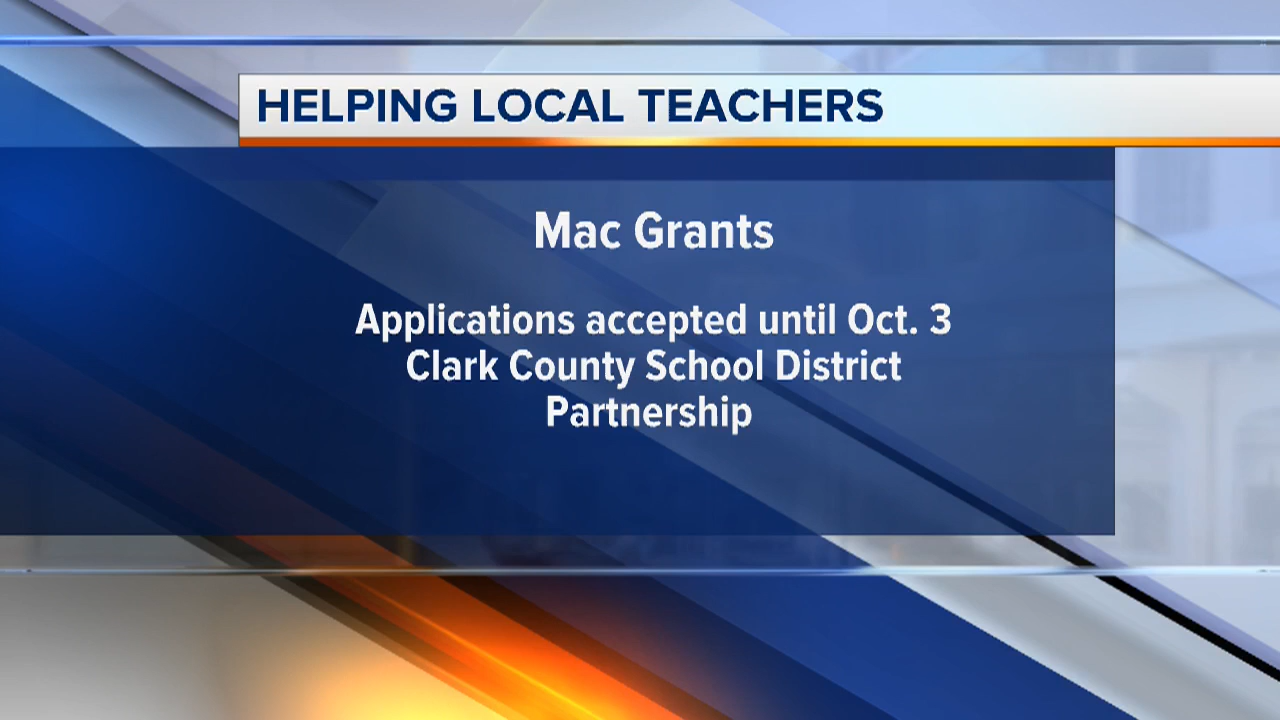 HELPING LOCAL TEACHERS
Mac Grants
Applications accepted until Oct. 3
Clark County School District
Partnership